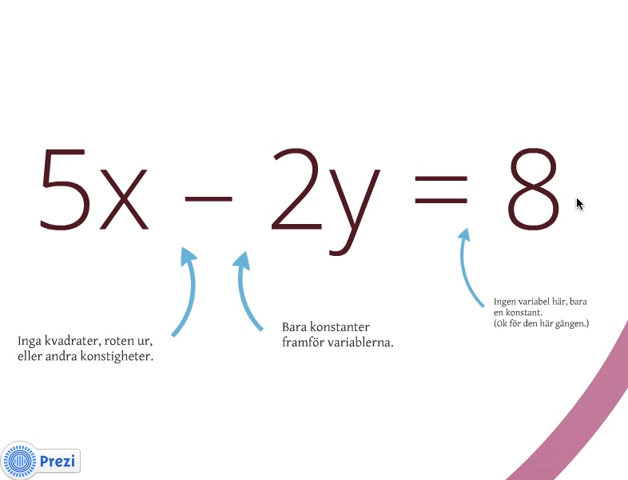 5x – 2y = 8
Inga kvadrater, roten ur,
eller andra konstigheter.
Bara konstanter
framför variablerna.
Ingen variabel här, bara
en konstant.
(Ok för den här gången.)
Prezi